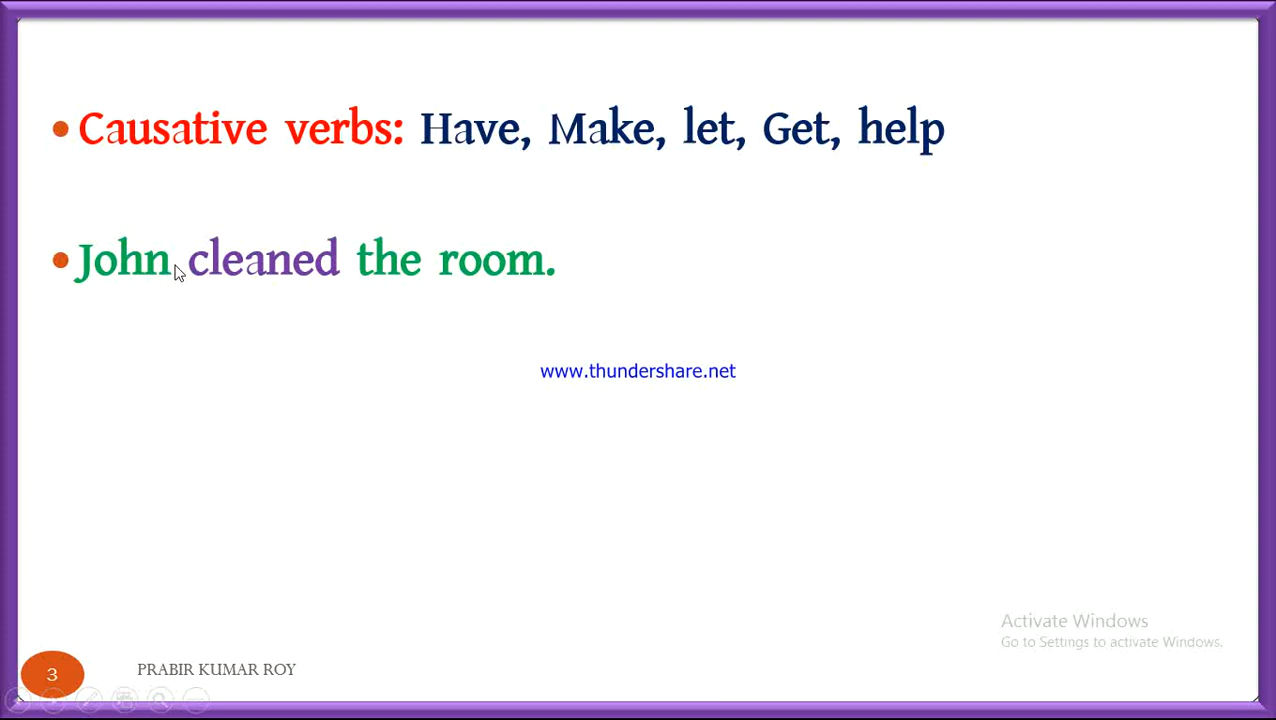 Causative verbs: Have, Make, let, Get, help
John cleaned the room.
www.thundershare.net
Activate Windows
Go to Settings to activate Windows.
3
PRABIR KUMAR ROY